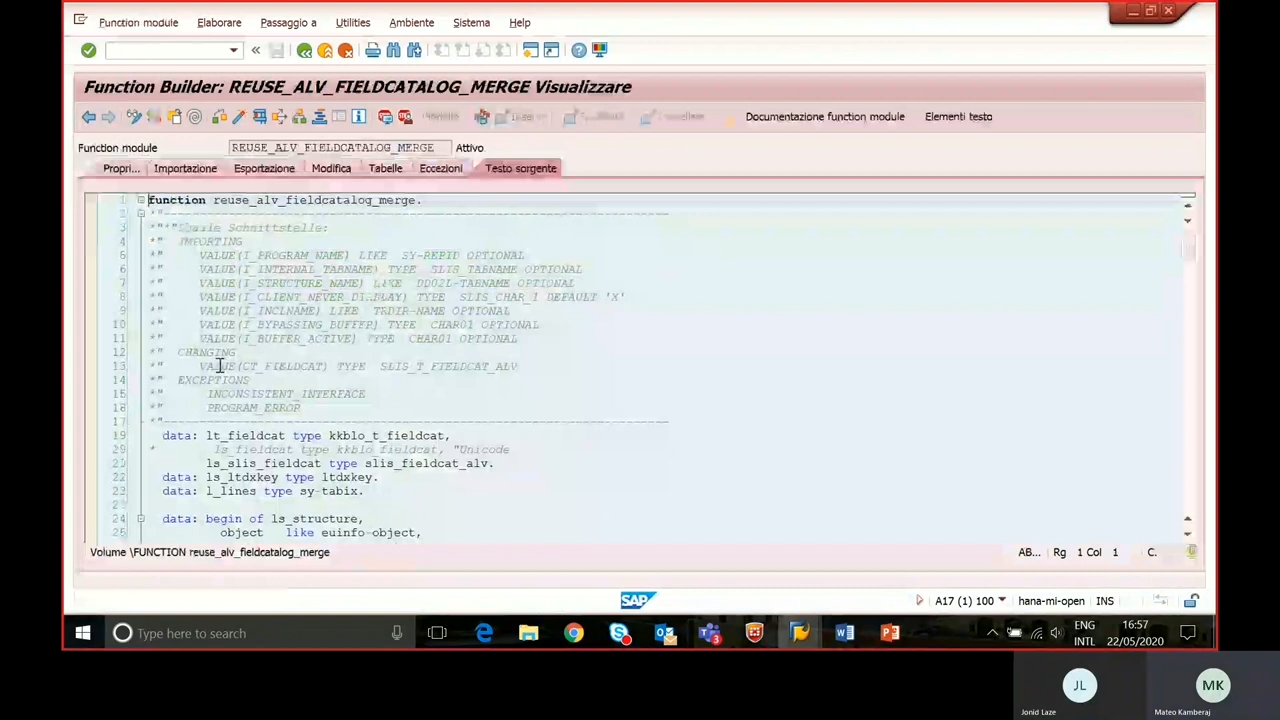 Function module Elaborare Passaggio a Utilities Ambiente Sistema Help
Function Builder: REUSE_ALV_FIELDCATALOG_MERGE Visualizzare
Documentazione function module Elementi testo
Function module REUSE_ALV_FIELDCATALOG_MERGE Attivo
Propri... Importazione Esportazione Modifica Tabelle Eccezioni Testo sorgente
1 function reuse_alv_fieldcatalog_merge.
2 *"----------------------------------------------------------------------
3 Schnittstelle:
4 *" IMPORTING
5 *" VALUE(I_PROGRAM_NAME) LIKE SY-REPID OPTIONAL
6 *" VALUE(I_INTERNAL_TABNAME) TYPE SLIS_TABNAME OPTIONAL
7 *" VALUE(I_STRUCTURE_NAME) LIKE DD02L-TABNAME OPTIONAL
8 *" VALUE(I_CLIENT_NEVER_DISPLAY) TYPE SLIS_CHAR_1 DEFAULT 'X'
9 *" VALUE(I_INCLNAME) LIKE TRDIR-NAME OPTIONAL
10 *" VALUE(I_BYPASSING_BUFFER) TYPE CHAR01 OPTIONAL
11 *" VALUE(I_BUFFER_ACTIVE) TYPE CHAR01 OPTIONAL
12 *" CHANGING
13 *" VALUE(CT_FIELDCAT) TYPE SLIS_T_FIELDCAT_ALV
14 *" EXCEPTIONS
15 *" INCONSISTENT_INTERFACE
16 *" PROGRAM_ERROR
17 *"----------------------------------------------------------------------
19 data: lt_fieldcat type kkblo_t_fieldcat,
20 * ls_fieldcat type kkblo_fieldcat, "Unicode
ls_slis_fieldcat type slis_fieldcat_alv.
22 data: ls_ltdxkey type ltdxkey.
23 data: l_lines type sy-tabix.
24 data: begin of ls_structure,
25 object like euinfo-object,
Volume \FUNCTION reuse_alv_fieldcatalog_merge AB... Rg 1 Col 1 C.
SAP A17 (1) 100 hana-mi-open INS
Type here to search
3
ENG
INTL
16:57
22/05/2020
JL
MK
Jonid Laze
Mateo Kamberaj